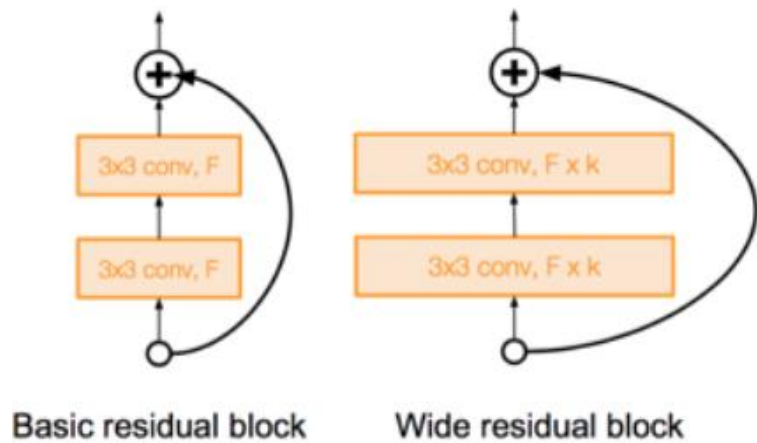 3x3 conv, F
3x3 conv, F
Basic residual block
3x3 conv, F x k
3x3 conv, F x k
Wide residual block